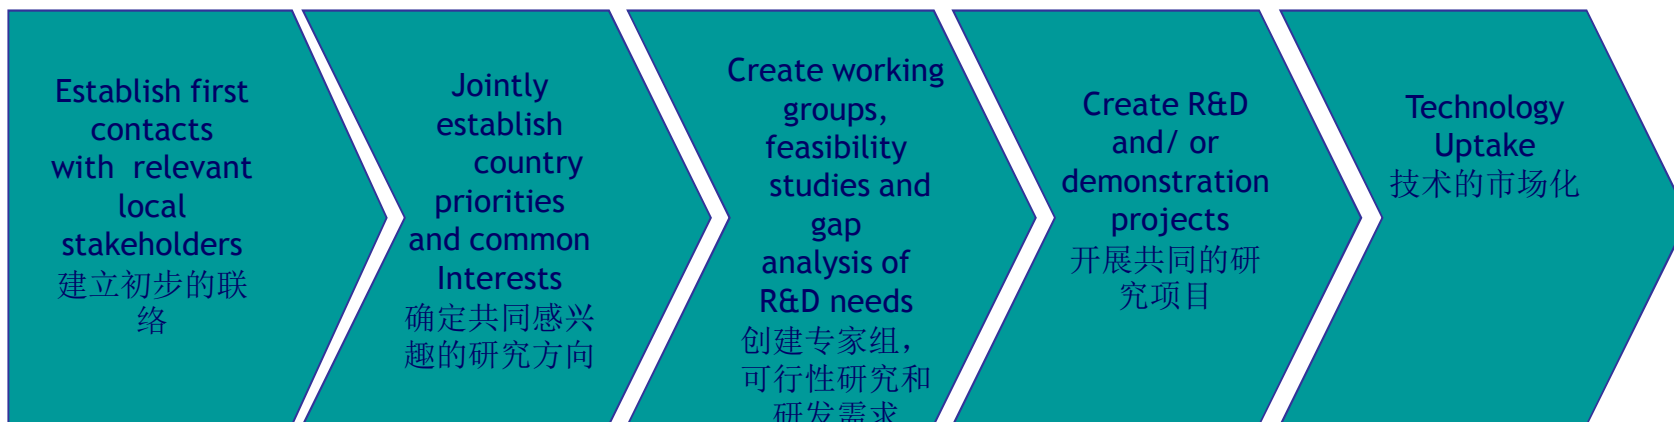 Establish first
contacts
with relevant
local
stakeholders
建立初步的联
络
Jointly
establish
country
priorities
and common
Interests
确定共同感兴
趣的研究方向
Create working
groups,
feasibility
studies and
gap
analysis of
R&D needs
创建专家组，
可行性研究和
研发需求
Create R&D
and/ or
demonstration
projects
开展共同的研
究项目
Technology
Uptake
技术的市场化